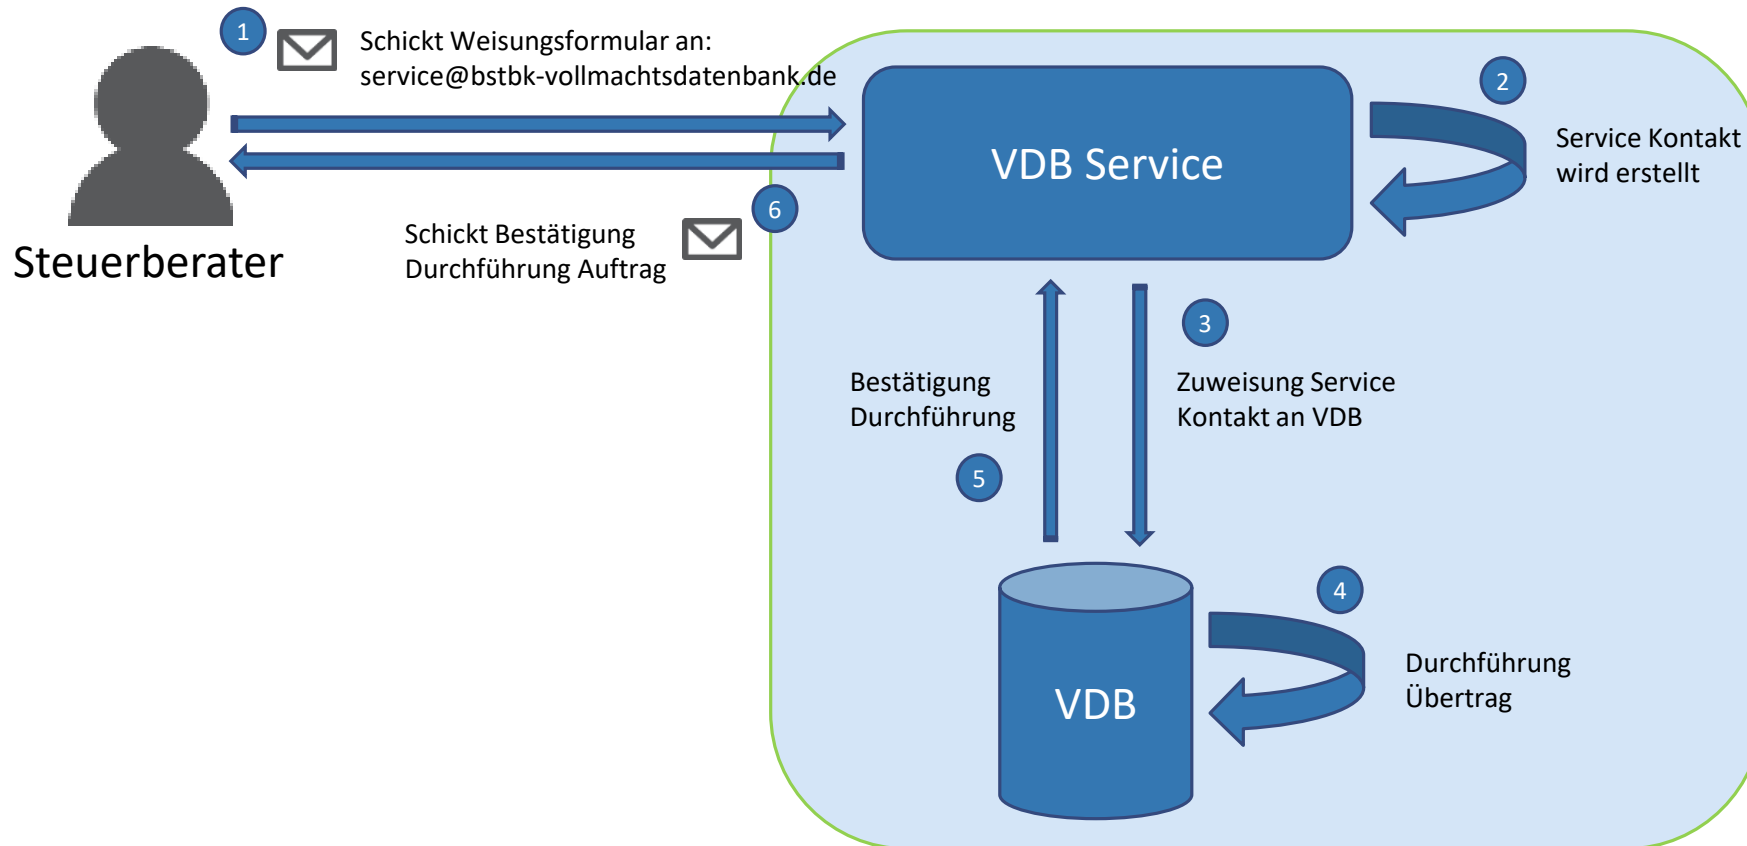 1
Schickt Weisungsformular an:
service@bstbk-vollmachtsdatenbank.de
Steuerberater
VDB Service
2
Service Kontakt
wird erstellt
6
Schickt Bestätigung
Durchführung Auftrag
3
Zuweisung Service
Kontakt an VDB
Bestätigung
Durchführung
5
VDB
4
Durchführung
Übertrag